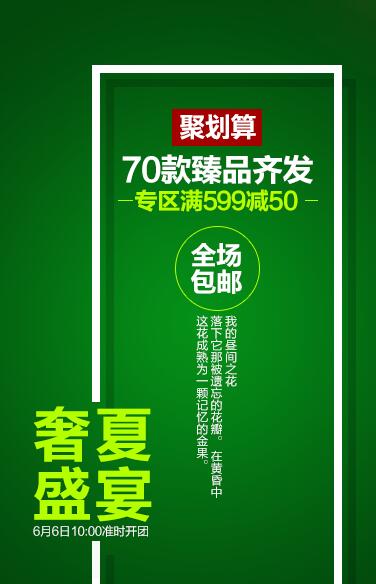 聚划算
70款臻品齐发
专区满599减50
全场
包邮
我的昼间之花
落下它那被遗忘的花瓣。在黄昏中
这花成熟为一颗记忆的金果。
奢夏
盛宴
6月6日10:00准时开团